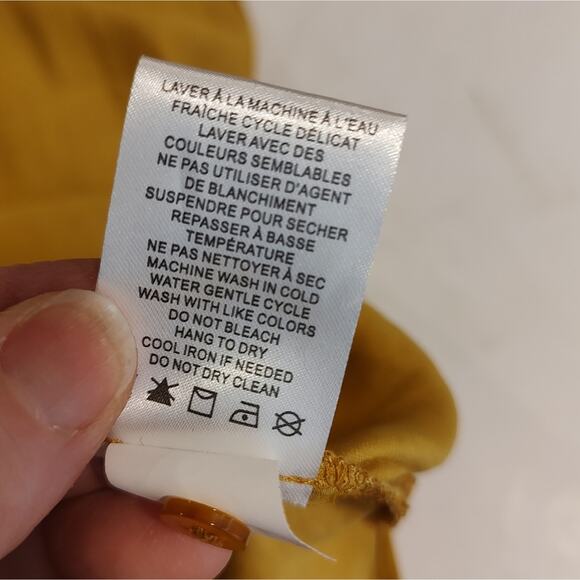 LAVER À LA MACHINE À L'EAU
FRAÎCHE CYCLE DÉLICAT
LAVER AVEC DES
COULEURS SEMBLABLES
NE PAS UTILISER D'AGENT
DE BLANCHIMENT
SUSPENDRE POUR SECHER
REPASSER À BASSE
TEMPÉRATURE
NE PAS NETTOYER À SEC
MACHINE WASH IN COLD
WATER GENTLE CYCLE
WASH WITH LIKE COLORS
DO NOT BLEACH
HANG TO DRY
COOL IRON IF NEEDED
DO NOT DRY CLEAN